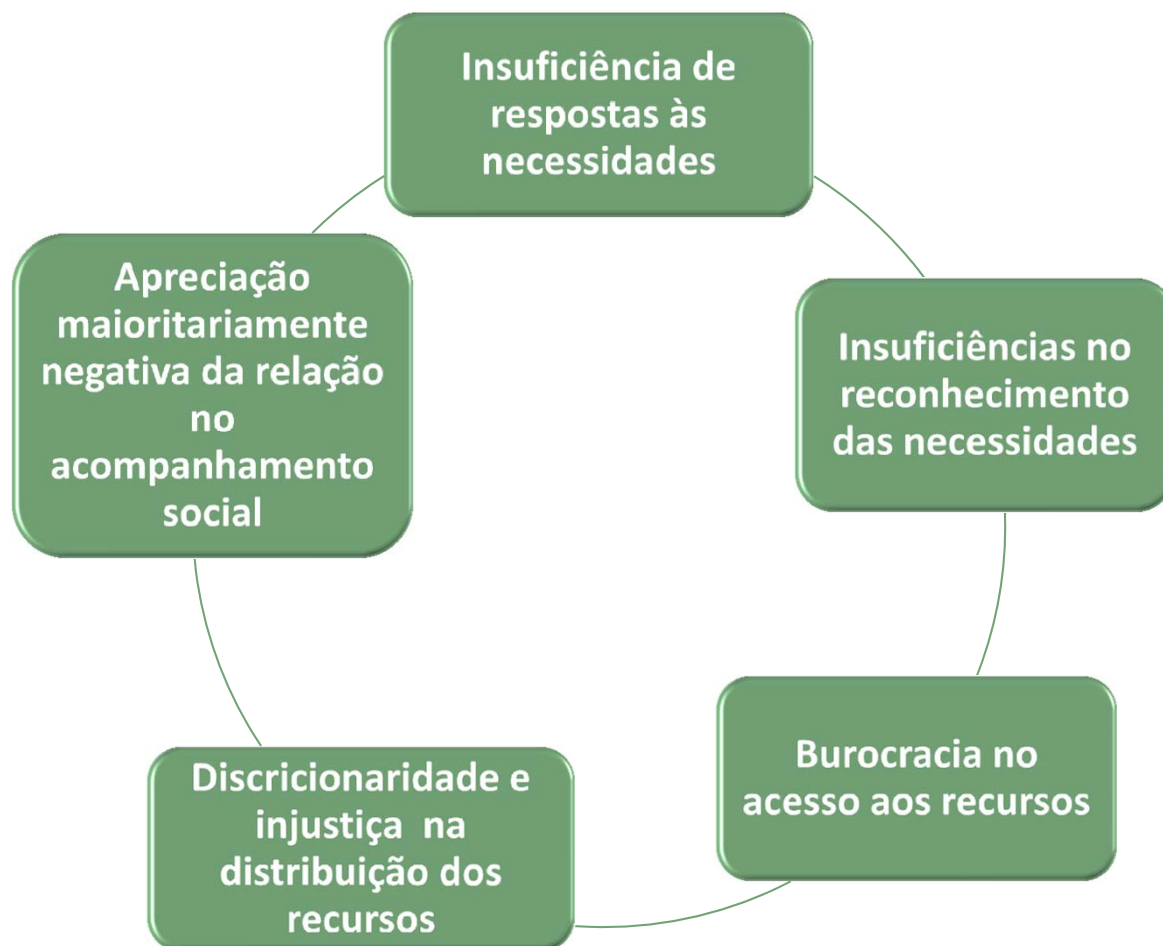 Insuficiência de
respostas às
necessidades
Insuficiências no
reconhecimento
das necessidades
Burocracia no
acesso aos recursos
Discricionaridade e
injustiça na
distribuição dos
recursos
Apreciação
maioritariamente
negativa da relação
no
acompanhamento
social